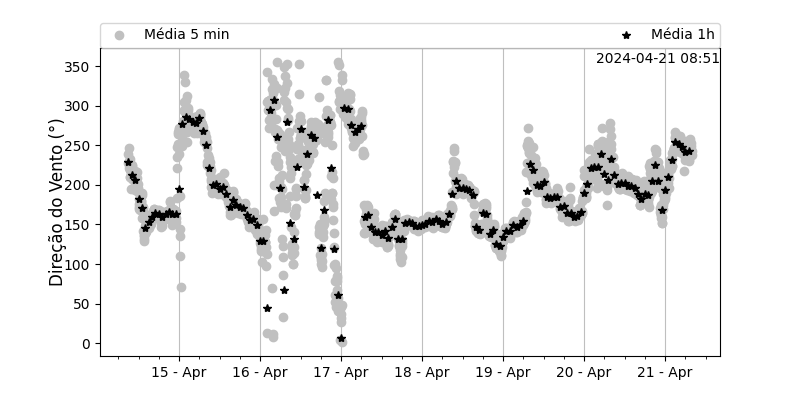 Média 5 min
Média 1h
2024-04-21 08:51
Direção do Vento (°)
350
300
250
200
150
100
50
0
15 - Apr
16 - Apr
17 - Apr
18 - Apr
19 - Apr
20 - Apr
21 - Apr